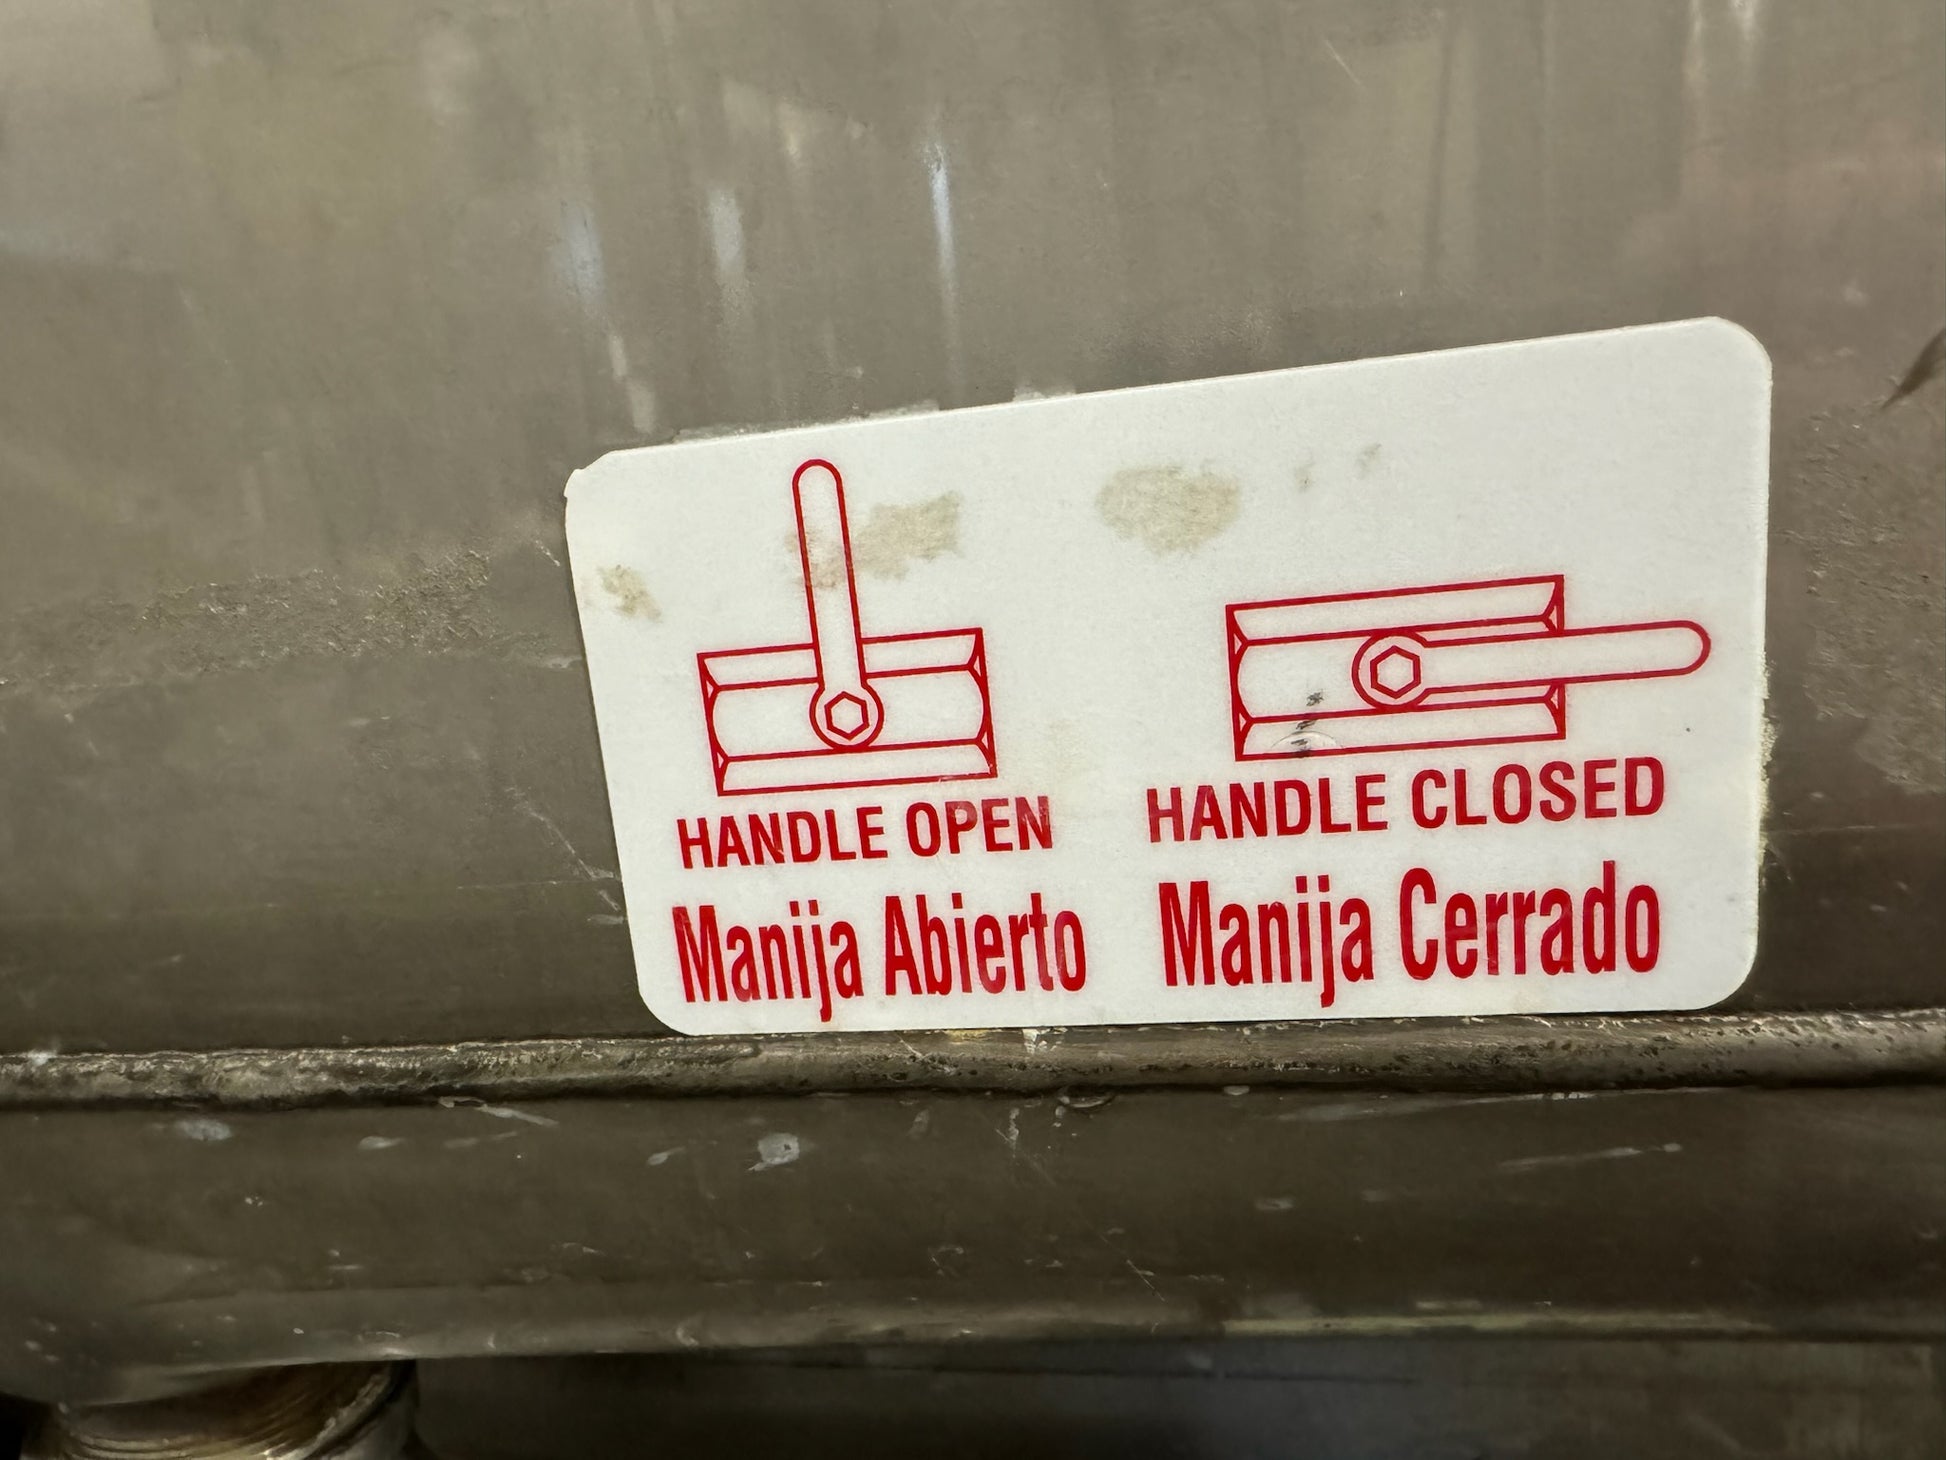 HANDLE OPEN
Manija Abierto
HANDLE CLOSED
Manija Cerrado